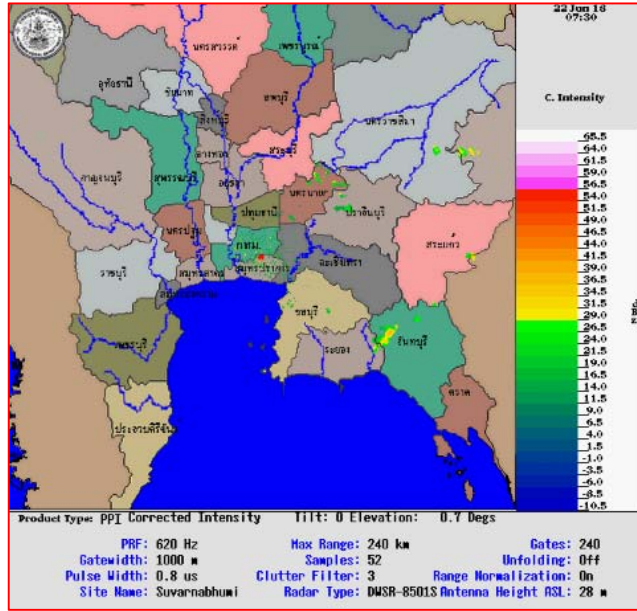 22 Jun 18
07:30
C. Intensity
นครสวรรค์
เพชรบูรณ์
อุทัยธานี
ชัยนาท
ลพบุรี
สิงห์บุรี
นครราชสีมา
อ่างทอง
สระบุรี
กาญจนบุรี
สุพรรณบุรี
อยุธยา
นครนายก
ปทุมธานี
ปราจีนบุรี
นครปฐม
กทม.
สระแก้ว
ฉะเชิงเทรา
ราชบุรี
สมุทรสาคร
สมุทรปราการ
ชลบุรี
เพชรบุรี
ระยอง
จันทบุรี
ตราด
ประจวบคีรีขันธ์
65.5
64.0
61.5
59.0
56.5
54.0
51.5
49.0
46.5
44.0
41.5
39.0
36.5
34.0
31.5
29.0
26.5
24.0
21.5
19.0
16.5
14.0
11.5
9.0
6.5
4.0
1.5
-1.0
-3.5
-6.0
-8.5
-10.5
Product Type: PPI Corrected Intensity Tilt: 0 Elevation: 0.7 Degs
PRF: 620 Hz Max Range: 240 km Gates: 240
Gatewidth: 1000 m Samples: 52 Unfolding: Off
Pulse Width: 0.8 us Clutter Filter: 3 Range Normalization: On
Site Name: Suvarnabhumi Radar Type: DWSR-8501S Antenna Height ASL: 28 m